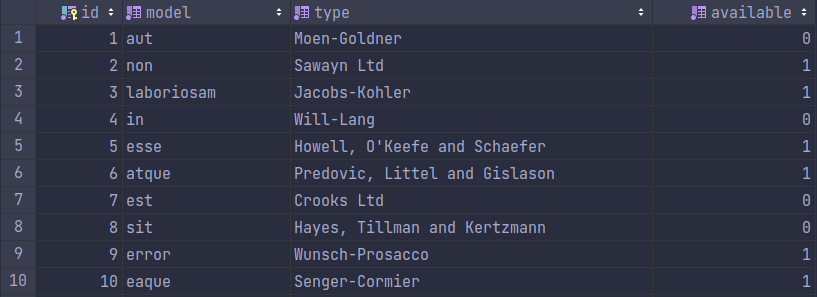 id model type available
1 1 aut Moen-Goldner 0
2 2 non Sawayn Ltd 1
3 3 laboriosam Jacobs-Kohler 1
4 4 in Will-Lang 0
5 5 esse Howell, O'Keefe and Schaefer 1
6 6 atque Predovic, Littel and Gislason 1
7 7 est Crooks Ltd 0
8 8 sit Hayes, Tillman and Kertzmann 0
9 9 error Wunsch-Prosacco 1
10 10 eaque Senger-Cormier 1